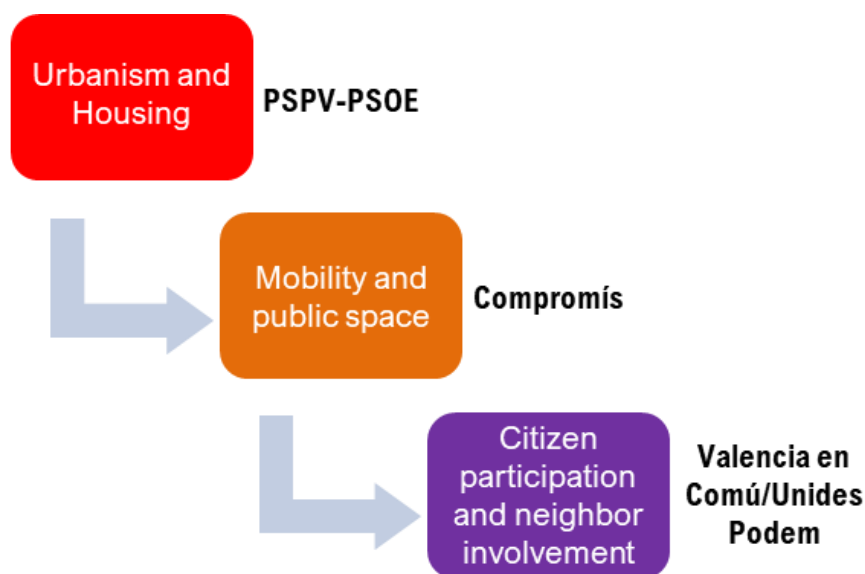 Urbanism and
Housing
PSPV-PSOE
Mobility and
public space
Compromís
Citizen
participation
and neighbor
involvement
Valencia en
Comú/Unides
Podem